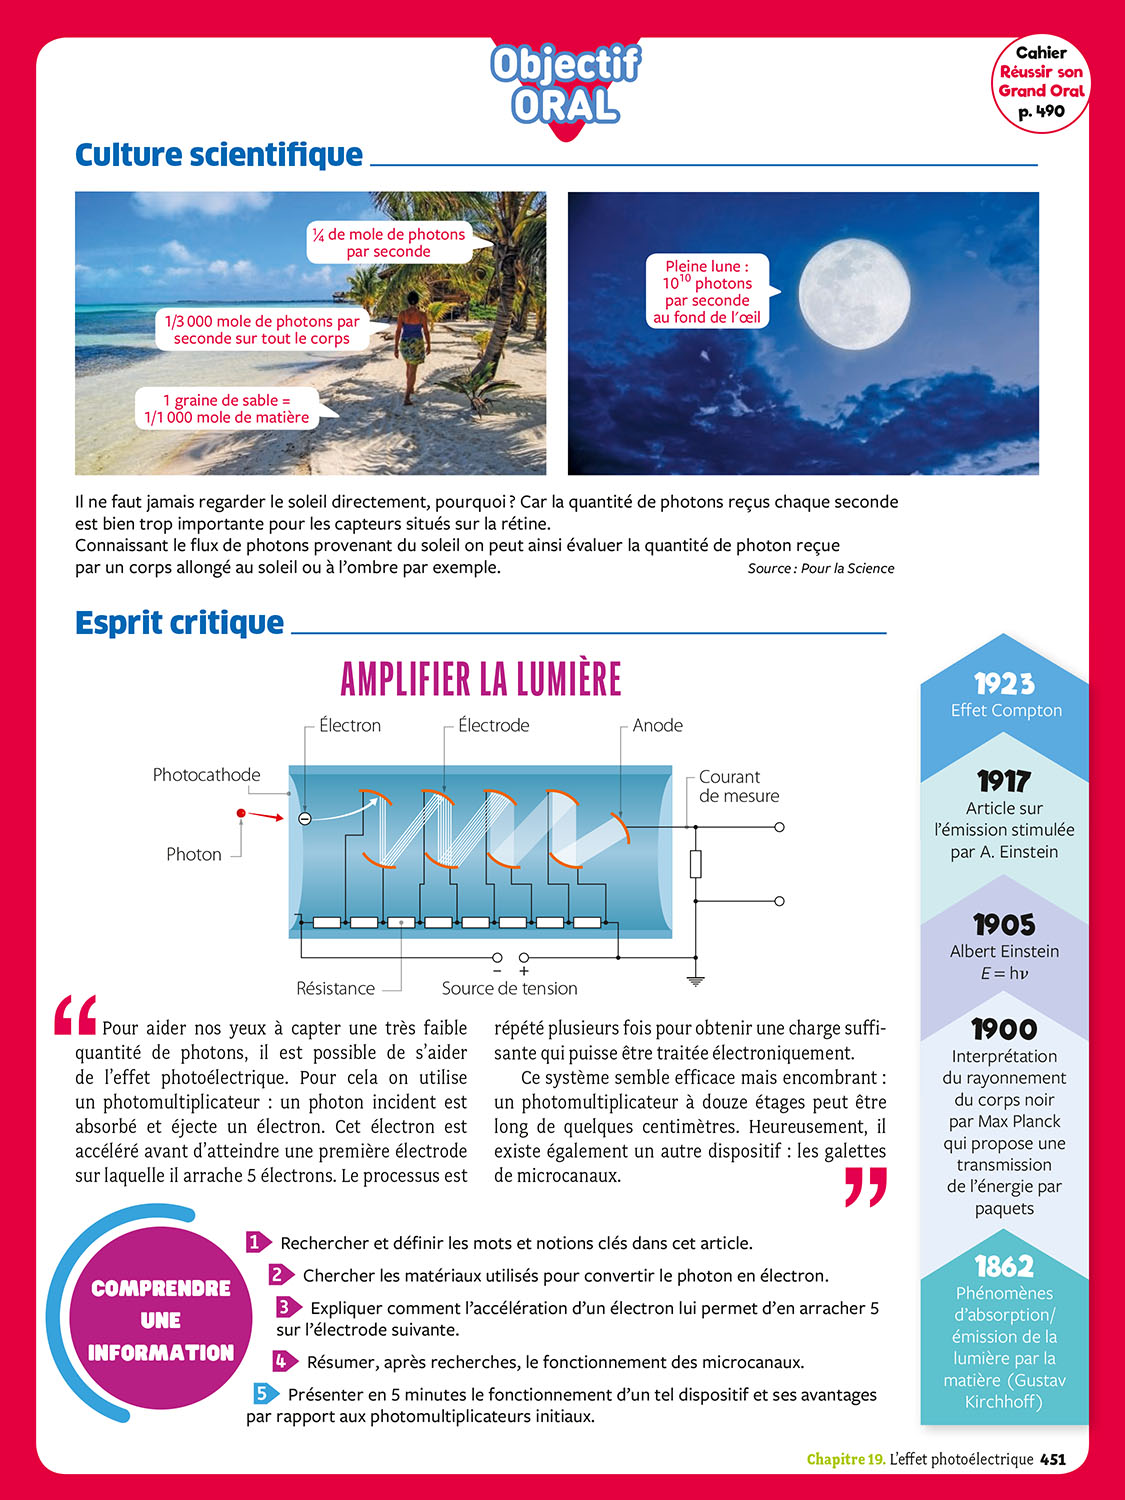 Objectif
ORAL
Cahier
Réussir son
Grand Oral
p. 490
Culture scientifique
¼ de mole de photons
par seconde
1/3 000 mole de photons par
seconde sur tout le corps
1 graine de sable =
1/1 000 mole de matière
Pleine lune :
10¹⁰ photons
par seconde
au fond de l'œil
Il ne faut jamais regarder le soleil directement, pourquoi ? Car la quantité de photons reçus chaque seconde
est bien trop importante pour les capteurs situés sur la rétine.
Connaissant le flux de photons provenant du soleil on peut ainsi évaluer la quantité de photon reçue
par un corps allongé au soleil ou à l'ombre par exemple.
Source : Pour la Science
Esprit critique
AMPLIFIER LA LUMIÈRE
Électron
Électrode
Anode
Photocathode
Courant
de mesure
Photon
Résistance
– +
Source de tension
❝ Pour aider nos yeux à capter une très faible
quantité de photons, il est possible de s'aider
de l'effet photoélectrique. Pour cela on utilise
un photomultiplicateur : un photon incident est
absorbé et éjecte un électron. Cet électron est
accéléré avant d'atteindre une première électrode
sur laquelle il arrache 5 électrons. Le processus est
répété plusieurs fois pour obtenir une charge suffi-
sante qui puisse être traitée électroniquement.
Ce système semble efficace mais encombrant :
un photomultiplicateur à douze étages peut être
long de quelques centimètres. Heureusement, il
existe également un autre dispositif : les galettes
de microcanaux. ❞
COMPRENDRE
UNE
INFORMATION
1 Rechercher et définir les mots et notions clés dans cet article.
2 Chercher les matériaux utilisés pour convertir le photon en électron.
3 Expliquer comment l'accélération d'un électron lui permet d'en arracher 5
sur l'électrode suivante.
4 Résumer, après recherches, le fonctionnement des microcanaux.
5 Présenter en 5 minutes le fonctionnement d'un tel dispositif et ses avantages
par rapport aux photomultiplicateurs initiaux.
1923
Effet Compton
1917
Article sur
l'émission stimulée
par A. Einstein
1905
Albert Einstein
E = hν
1900
Interprétation
du rayonnement
du corps noir
par Max Planck
qui propose une
transmission
de l'énergie par
paquets
1862
Phénomènes
d'absorption/
émission de la
lumière par la
matière (Gustav
Kirchhoff)
Chapitre 19. L'effet photoélectrique 451